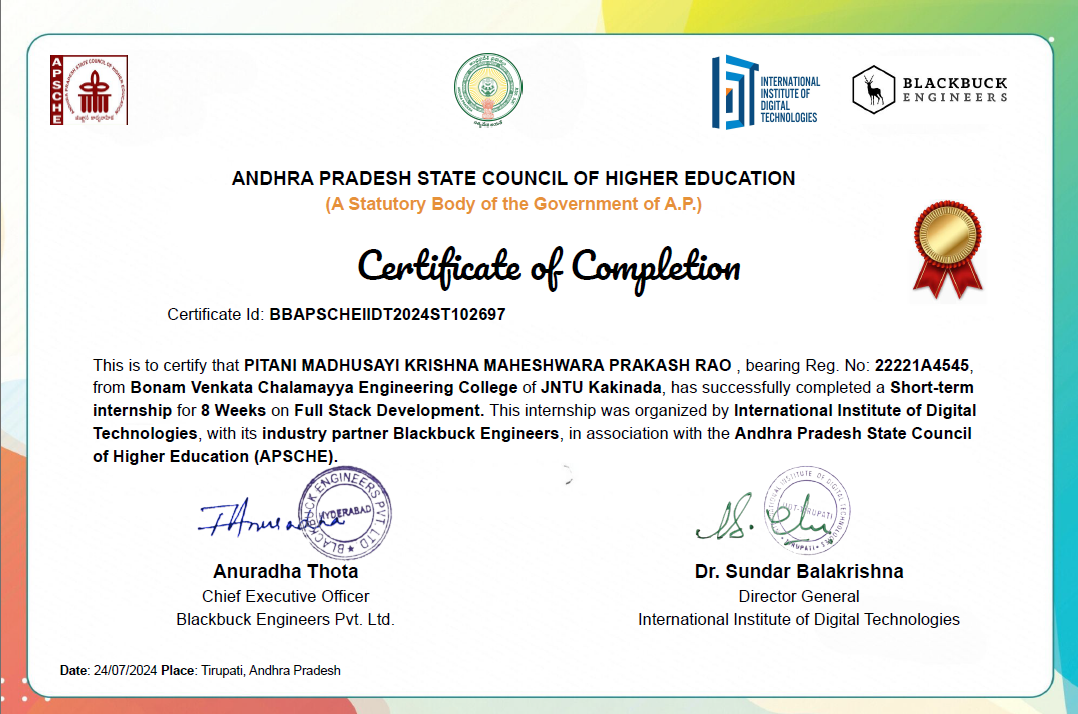 APSCHE
ANDHRA PRADESH STATE COUNCIL OF HIGHER EDUCATION
INTERNATIONAL
INSTITUTE OF
DIGITAL
TECHNOLOGIES
BLACKBUCK
ENGINEERS
ANDHRA PRADESH STATE COUNCIL OF HIGHER EDUCATION
(A Statutory Body of the Government of A.P.)
Certificate of Completion
Certificate Id: BBAPSCHEIIDT2024ST102697
This is to certify that PITANI MADHUSAYI KRISHNA MAHESHWARA PRAKASH RAO , bearing Reg. No: 22221A4545,
from Bonam Venkata Chalamayya Engineering College of JNTU Kakinada, has successfully completed a Short-term
internship for 8 Weeks on Full Stack Development. This internship was organized by International Institute of Digital
Technologies, with its industry partner Blackbuck Engineers, in association with the Andhra Pradesh State Council
of Higher Education (APSCHE).
BLACKBUCK ENGINEERS PVT. LTD
HYDERABAD
Anuradha Thota
Chief Executive Officer
Blackbuck Engineers Pvt. Ltd.
Dr. Sundar Balakrishna
Director General
International Institute of Digital Technologies
Date: 24/07/2024 Place: Tirupati, Andhra Pradesh